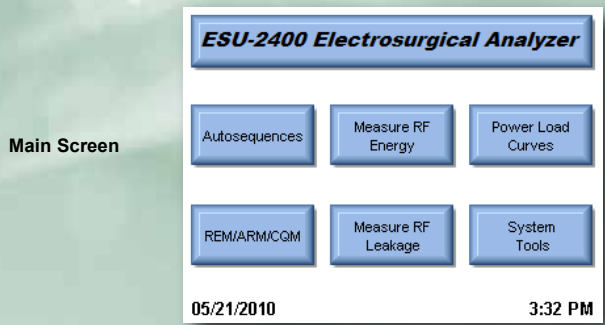 ESU-2400 Electrosurgical Analyzer
Main Screen
Autosequences
Measure RF
Energy
Power Load
Curves
REM/ARM/CQM
Measure RF
Leakage
System
Tools
05/21/2010
3:32 PM